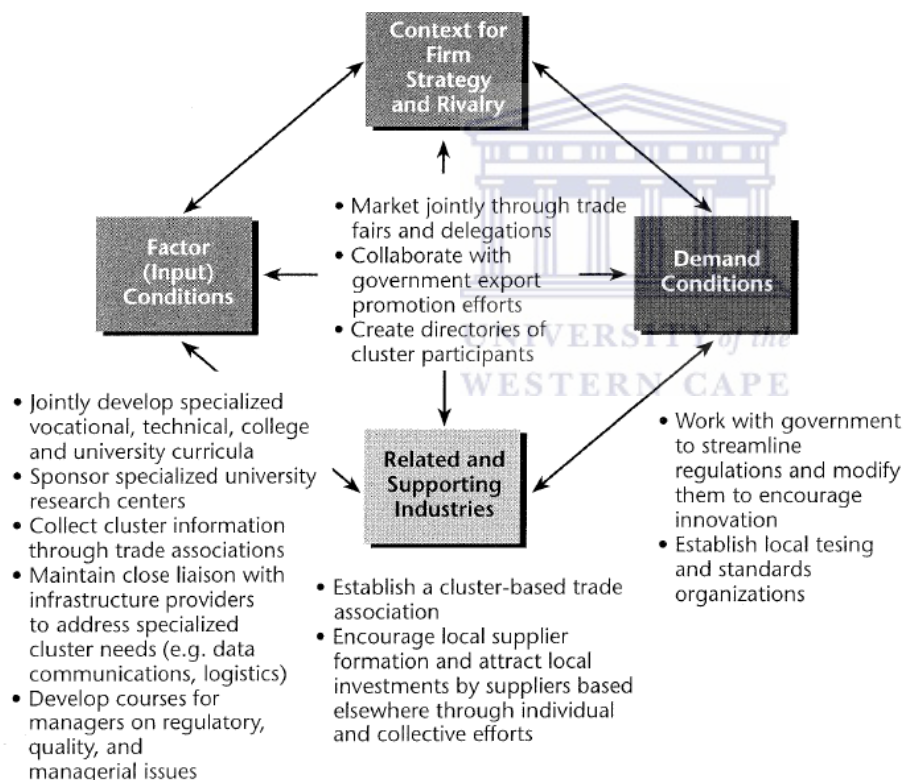 Context for
Firm
Strategy
and Rivalry
• Market jointly through trade
fairs and delegations
• Collaborate with
government export
promotion efforts
• Create directories of
cluster participants
Factor
(Input)
Conditions
Demand
Conditions
UNIVERSITY of the
WESTERN CAPE
• Jointly develop specialized
vocational, technical, college
and university curricula
• Sponsor specialized university
research centers
• Collect cluster information
through trade associations
• Maintain close liaison with
infrastructure providers
to address specialized
cluster needs (e.g. data
communications, logistics)
• Develop courses for
managers on regulatory,
quality, and
managerial issues
Related and
Supporting
Industries
• Establish a cluster-based trade
association
• Encourage local supplier
formation and attract local
investments by suppliers based
elsewhere through individual
and collective efforts
• Work with government
to streamline
regulations and modify
them to encourage
innovation
• Establish local tesing
and standards
organizations